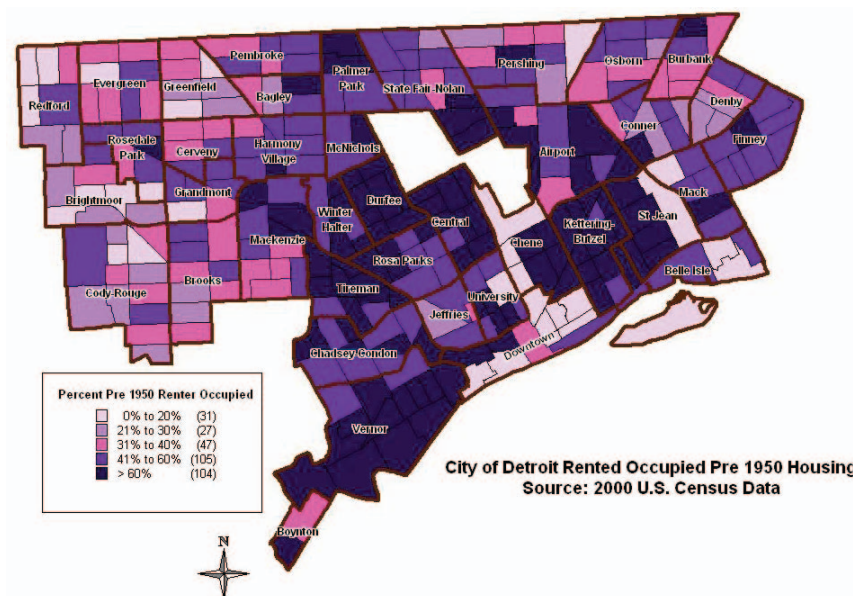 Pembroke
Palmer
Park
State Fair-Nolan
Pershing
Osborn
Burbank
Evergreen
Greenfield
Bagley
Redford
Denby
Conner
Finney
Rosedale
Park
Cerveny
Harmony
Village
McNichols
Airport
Grandmont
Brightmoor
Durfee
Mack
Winter
Halter
Central
Kettering-
Butzel
St Jean
Mackenzie
Chene
Rosa Parks
Belle Isle
Cody-Rouge
Brooks
Tireman
University
Jeffries
Downtown
Chadsey-Condon
Vernor
Boynton
Percent Pre 1950 Renter Occupied
0% to 20% (31)
21% to 30% (27)
31% to 40% (47)
41% to 60% (105)
> 60% (104)
City of Detroit Rented Occupied Pre 1950 Housing
Source: 2000 U.S. Census Data
N